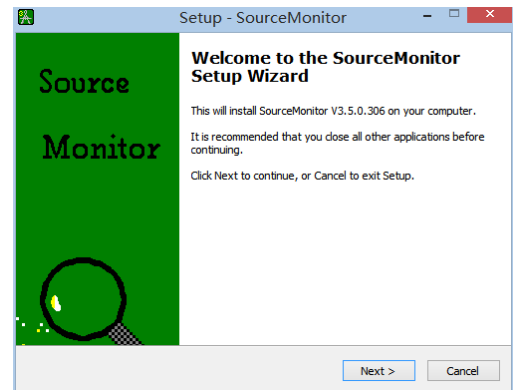 Setup - SourceMonitor
Source
Monitor
Welcome to the SourceMonitor
Setup Wizard
This will install SourceMonitor V3.5.0.306 on your computer.
It is recommended that you close all other applications before
continuing.
Click Next to continue, or Cancel to exit Setup.
Next >
Cancel